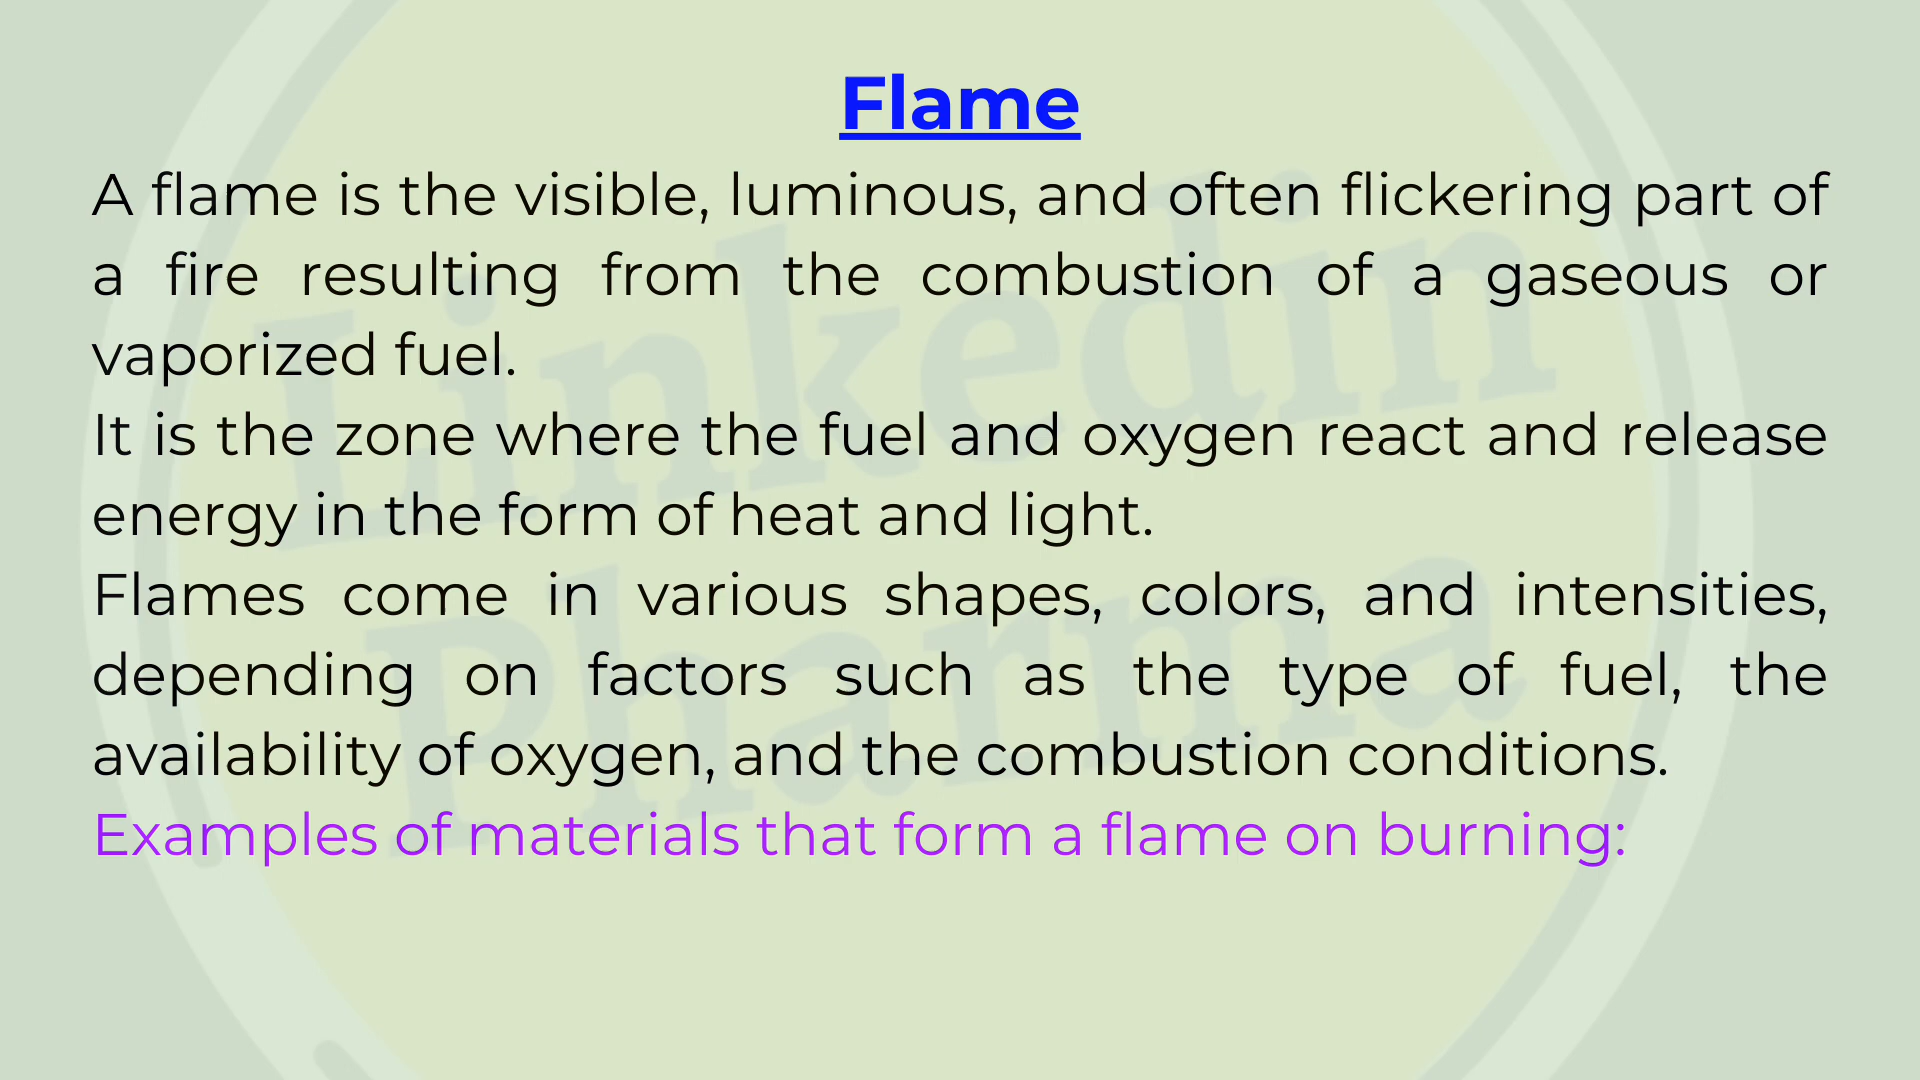 Flame
A flame is the visible, luminous, and often flickering part of
a fire resulting from the combustion of a gaseous or
vaporized fuel.
It is the zone where the fuel and oxygen react and release
energy in the form of heat and light.
Flames come in various shapes, colors, and intensities,
depending on factors such as the type of fuel, the
availability of oxygen, and the combustion conditions.
Examples of materials that form a flame on burning:
Linkedin
Pharma